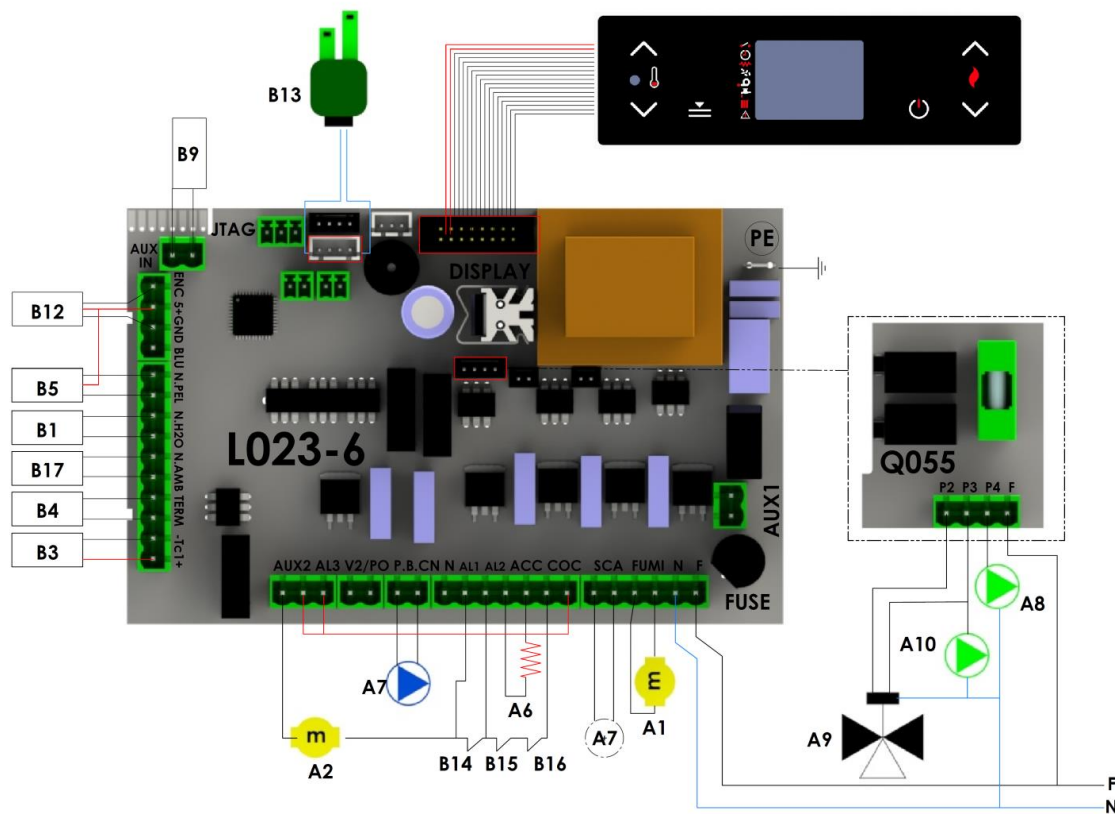 B13
B9
JTAG
PE
AUX
IN
DISPLAY
ENC 5+GND BLU N.PEL N.H2O N.AMB TERM -Tc1+
B12
B5
B1
B17
B4
B3
L023-6
Q055
P2 P3 P4 F
AUX1
AUX2 AL3 V2/PO P.B.CN N AL1 AL2 ACC COC SCA FUMI N F
FUSE
A8
A10
A7
m
A6
A7
m
A1
A9
m
A2
B14
B15
B16
F
N